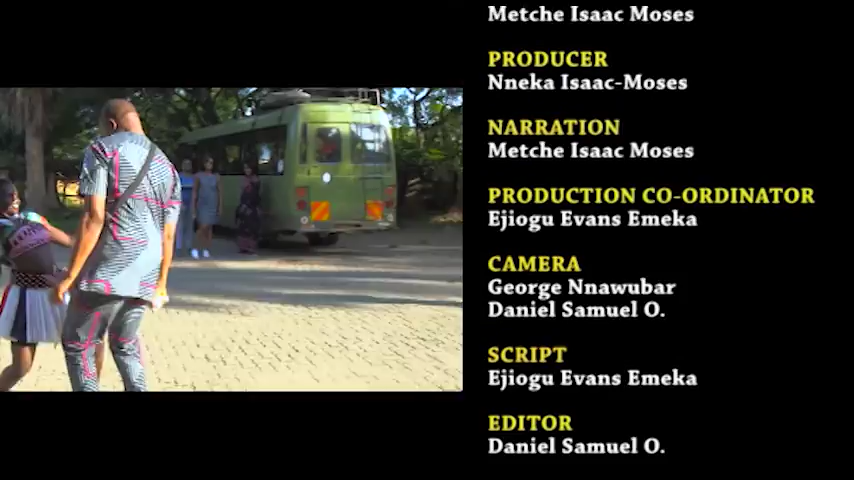 Metche Isaac Moses
PRODUCER
Nneka Isaac-Moses
NARRATION
Metche Isaac Moses
PRODUCTION CO-ORDINATOR
Ejiogu Evans Emeka
CAMERA
George Nnawubar
Daniel Samuel O.
SCRIPT
Ejiogu Evans Emeka
EDITOR
Daniel Samuel O.